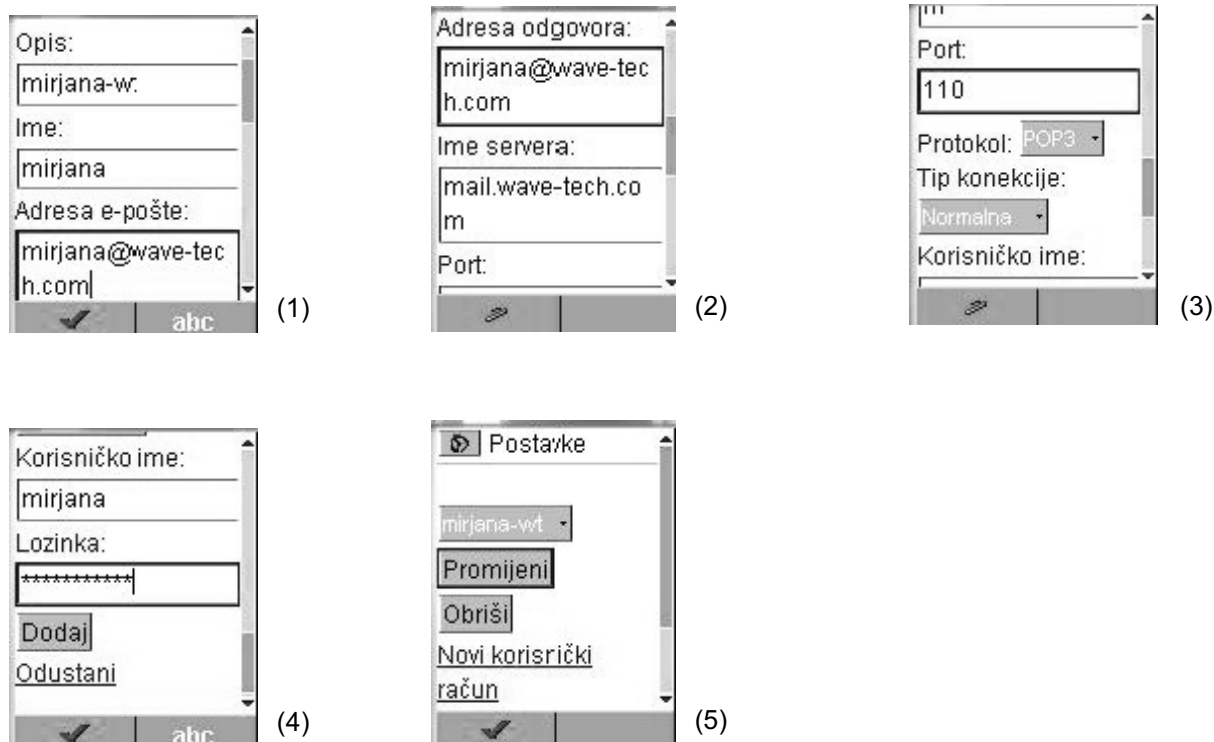 Opis:
mirjana-w
Ime:
mirjana
Adresa e-pošte:
mirjana@wave-tec
h.com
abc
(1)
Adresa odgovora:
mirjana@wave-tec
h.com
Ime servera:
mail.wave-tech.co
m
Port:
(2)
m
Port:
110
Protokol: POP3
Tip konekcije:
Normalna
Korisničko ime:
(3)
Korisničko ime:
mirjana
Lozinka:
***********
Dodaj
Odustani
abc
(4)
Postavke
mirjana-wt
Promijeni
Obriši
Novi korisrički
račun
(5)